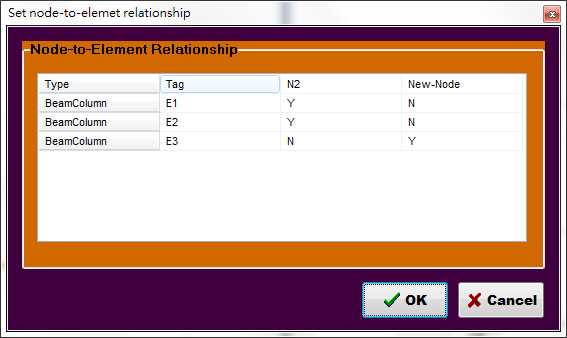 Set node-to-elemet relationship
Node-to-Element Relationship
Type Tag N2 New-Node
BeamColumn E1 Y N
BeamColumn E2 Y N
BeamColumn E3 N Y
OK Cancel